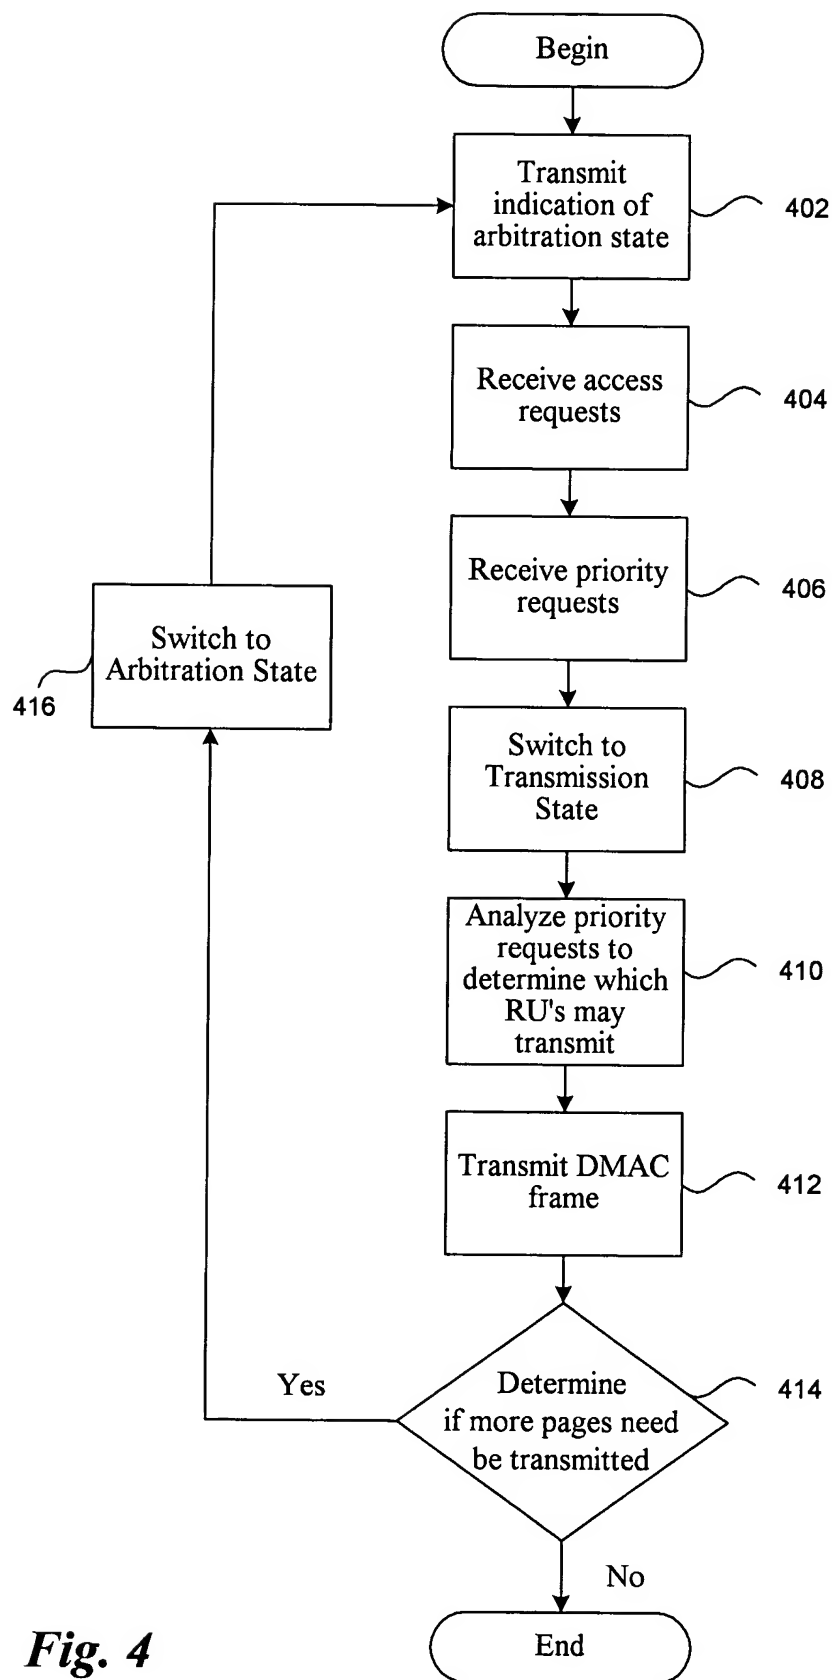 Begin
Transmit
indication of
arbitration state
402
Receive access
requests
404
Receive priority
requests
406
Switch to
Arbitration State
416
Switch to
Transmission
State
408
Analyze priority
requests to
determine which
RU's may
transmit
410
Transmit DMAC
frame
412
Determine
if more pages need
be transmitted
414
Yes
No
End
Fig. 4